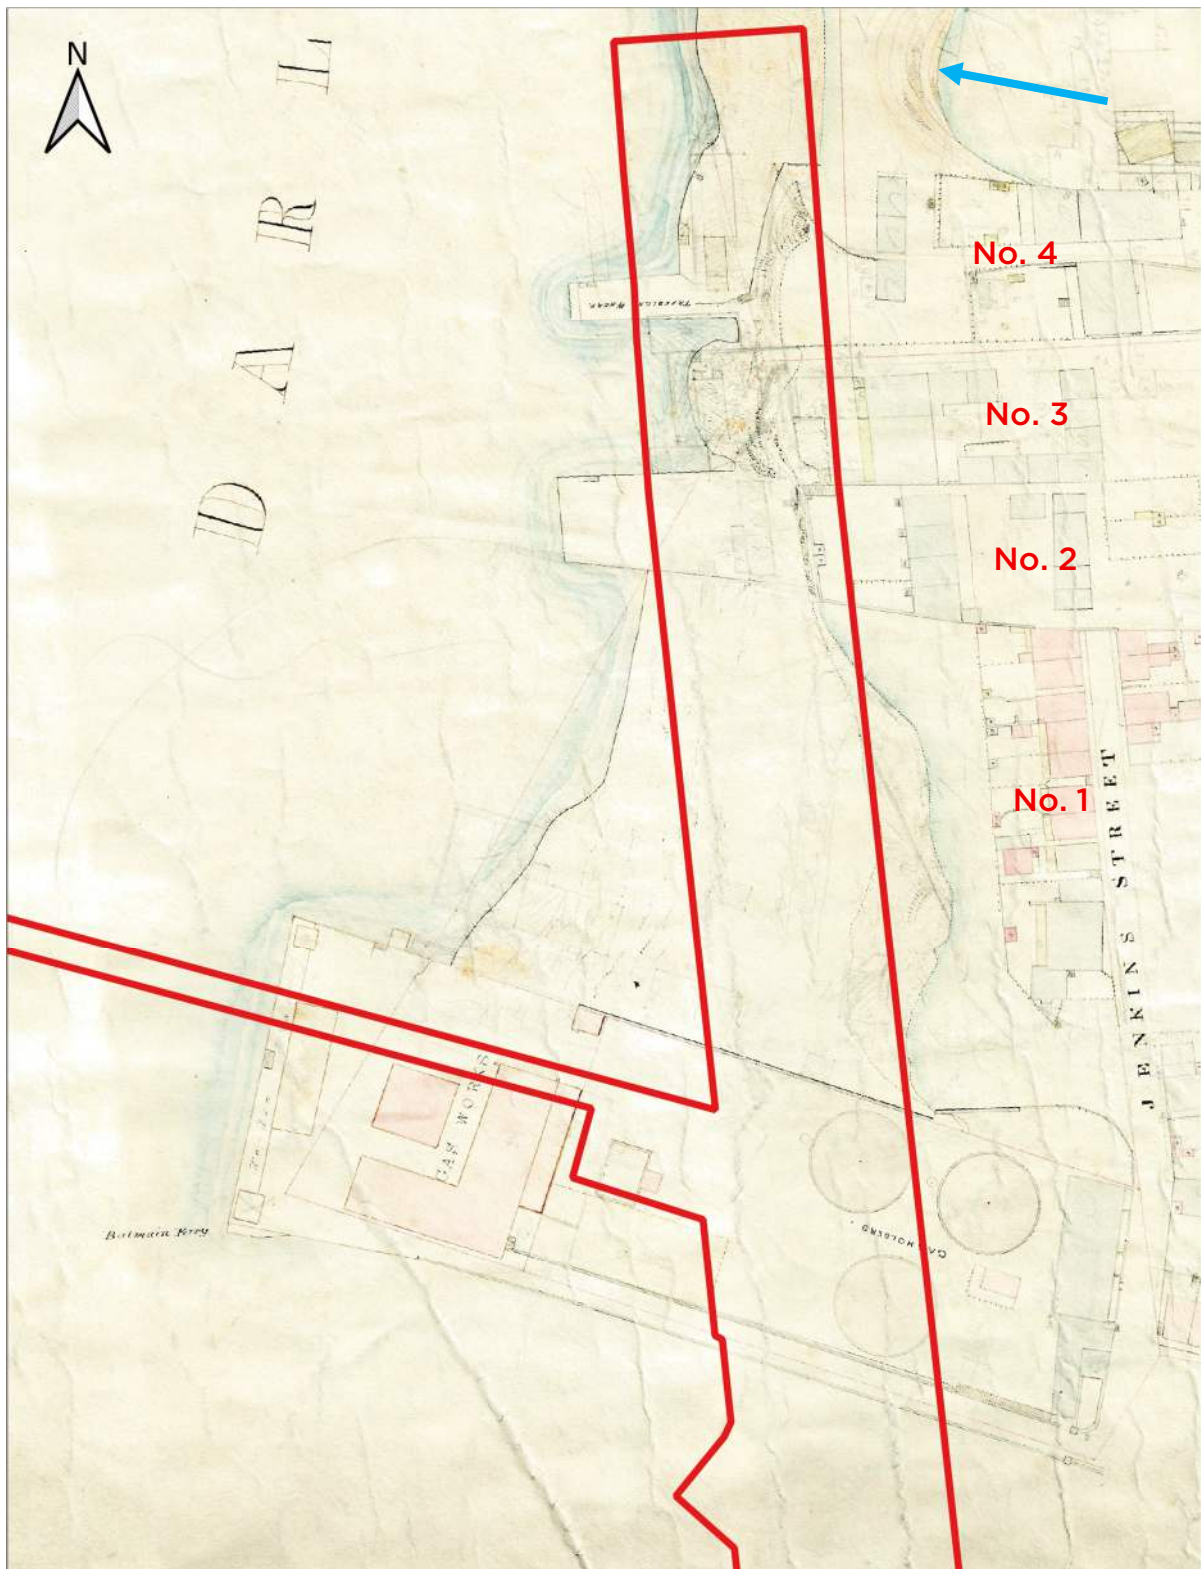 N
D A R L
No. 4
No. 3
No. 2
No. 1
JENKINS STREET
GAS WORKS
GAS HOLDERS
Balmain Ferry